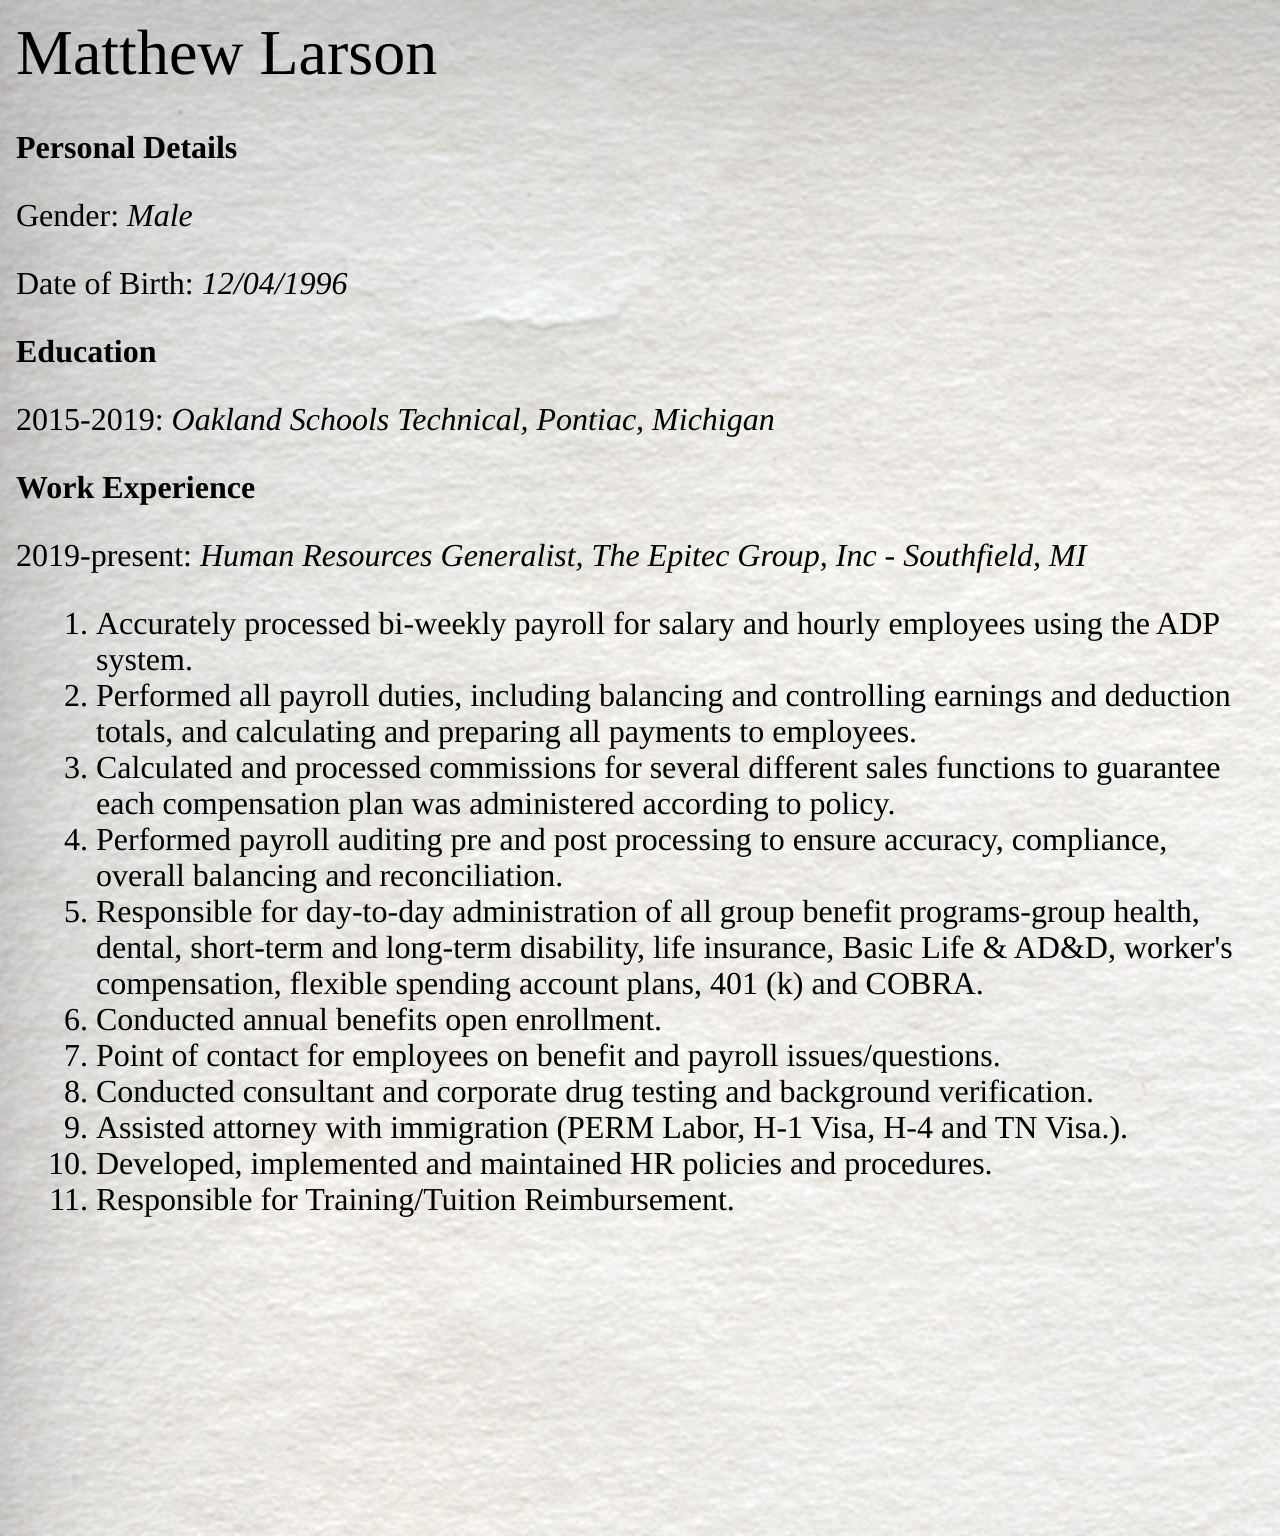 Matthew Larson
Personal Details
Gender: Male
Date of Birth: 12/04/1996
Education
2015-2019: Oakland Schools Technical, Pontiac, Michigan
Work Experience
2019-present: Human Resources Generalist, The Epitec Group, Inc - Southfield, MI
1. Accurately processed bi-weekly payroll for salary and hourly employees using the ADP
system.
2. Performed all payroll duties, including balancing and controlling earnings and deduction
totals, and calculating and preparing all payments to employees.
3. Calculated and processed commissions for several different sales functions to guarantee
each compensation plan was administered according to policy.
4. Performed payroll auditing pre and post processing to ensure accuracy, compliance,
overall balancing and reconciliation.
5. Responsible for day-to-day administration of all group benefit programs-group health,
dental, short-term and long-term disability, life insurance, Basic Life & AD&D, worker's
compensation, flexible spending account plans, 401 (k) and COBRA.
6. Conducted annual benefits open enrollment.
7. Point of contact for employees on benefit and payroll issues/questions.
8. Conducted consultant and corporate drug testing and background verification.
9. Assisted attorney with immigration (PERM Labor, H-1 Visa, H-4 and TN Visa.).
10. Developed, implemented and maintained HR policies and procedures.
11. Responsible for Training/Tuition Reimbursement.